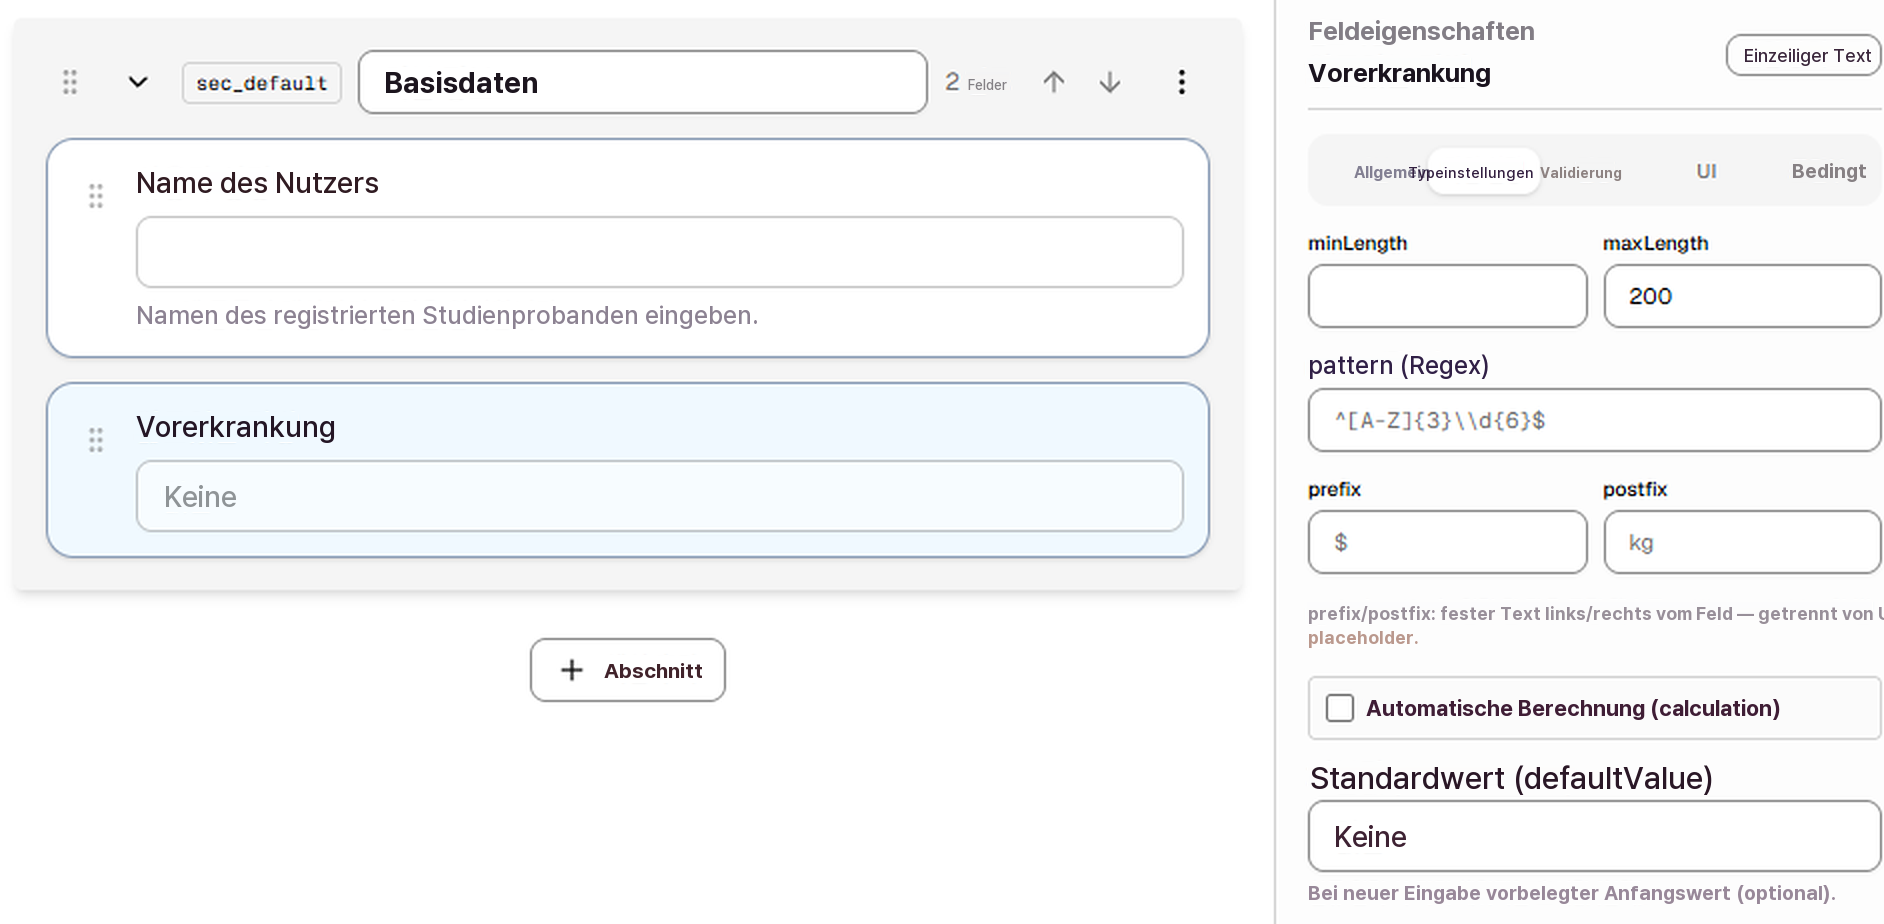 sec_default
Basisdaten
2 Felder
Name des Nutzers
Namen des registrierten Studienprobanden eingeben.
Vorerkrankung
Keine
Abschnitt
Feldeigenschaften
Vorerkrankung
Einzeiliger Text
Allgemein Typeinstellungen Validierung UI Bedingt
minLength maxLength
200
pattern (Regex)
^[A-Z]{3}\\d{6}$
prefix postfix
$ kg
prefix/postfix: fester Text links/rechts vom Feld — getrennt von
placeholder.
Automatische Berechnung (calculation)
Standardwert (defaultValue)
Keine
Bei neuer Eingabe vorbelegter Anfangswert (optional).